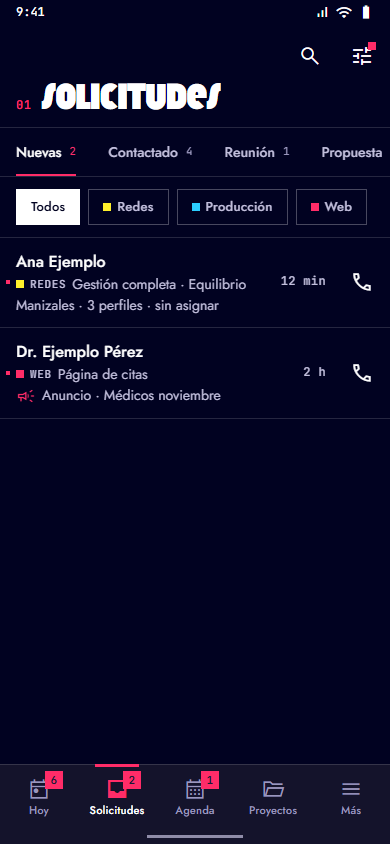 9:41
01 SOLICITUDES
Nuevas 2 Contactado 4 Reunión 1 Propuesta
Todos Redes Producción Web
Ana Ejemplo
REDES Gestión completa · Equilibrio 12 min
Manizales · 3 perfiles · sin asignar
Dr. Ejemplo Pérez
WEB Página de citas 2 h
Anuncio · Médicos noviembre
6 2 1
Hoy Solicitudes Agenda Proyectos Más